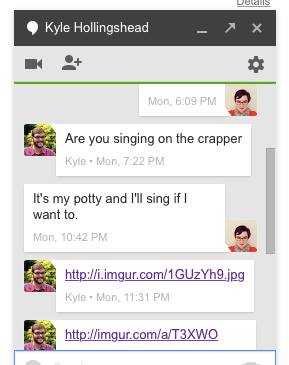 Details
Kyle Hollingshead
Mon, 6:09 PM
Are you singing on the crapper
Kyle • Mon, 7:22 PM
It's my potty and I'll sing if I
want to.
Mon, 10:42 PM
http://i.imgur.com/1GUzYh9.jpg
Kyle • Mon, 11:31 PM
http://imgur.com/a/T3XWO